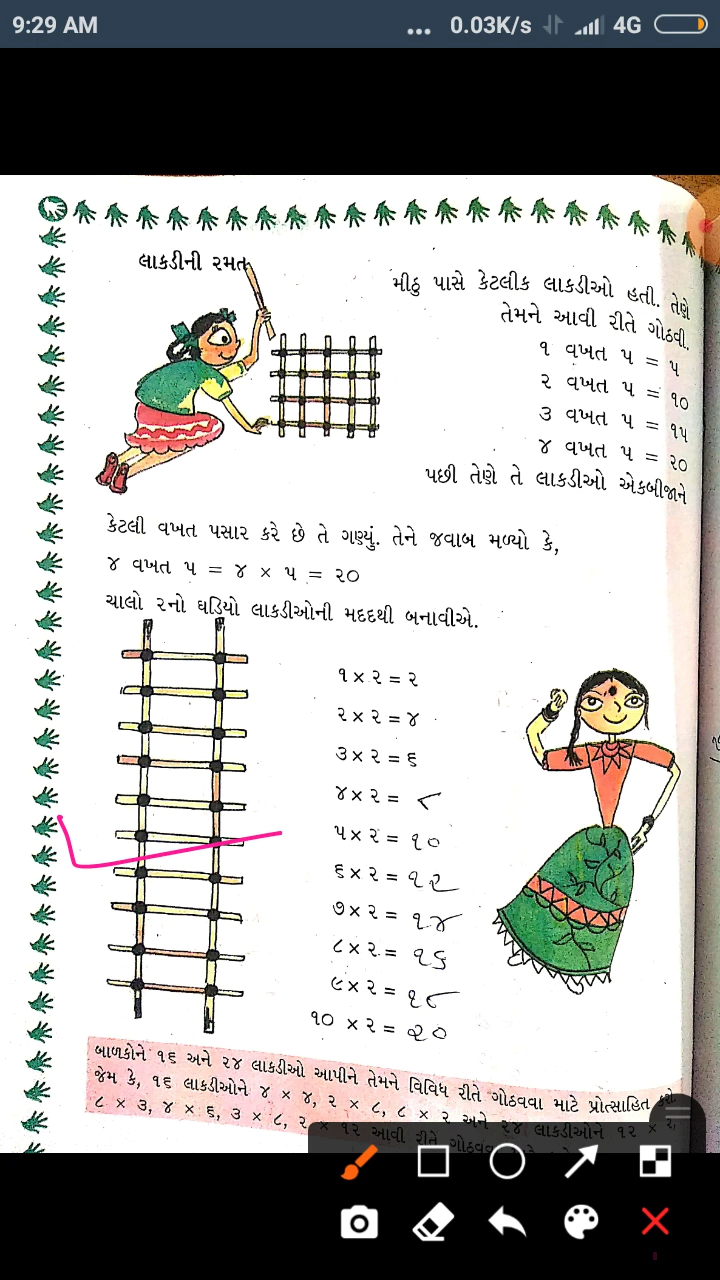 9:29 AM ... 0.03K/s 4G
લાકડીની રમત
મીઠુ પાસે કેટલીક લાકડીઓ હતી. તેણે
તેમને આવી રીતે ગોઠવી.
૧ વખત ૫ = ૫
૨ વખત ૫ = ૧૦
૩ વખત ૫ = ૧૫
૪ વખત ૫ = ૨૦
પછી તેણે તે લાકડીઓ એકબીજાને
કેટલી વખત પસાર કરે છે તે ગણ્યું. તેને જવાબ મળ્યો કે,
૪ વખત ૫ = ૪ × ૫ = ૨૦
ચાલો ૨નો ઘડિયો લાકડીઓની મદદથી બનાવીએ.
૧ × ૨ = ૨
૨ × ૨ = ૪
૩ × ૨ = ૬
૪ × ૨ = ૮
૫ × ૨ = ૧૦
૬ × ૨ = ૧૨
૭ × ૨ = ૧૪
૮ × ૨ = ૧૬
૯ × ૨ = ૧૮
૧૦ × ૨ = ૨૦
બાળકોને ૧૬ અને ૨૪ લાકડીઓ આપીને તેમને વિવિધ રીતે ગોઠવવા માટે પ્રોત્સાહિત કરો.
જેમ કે, ૧૬ લાકડીઓને ૪ × ૪, ૨ × ૮, ૮ × ૨ અને ૨૪ લાકડીઓને ૧૨ × ૨,
૮ × ૩, ૪ × ૬, ૩ × ૮, ૨ × ૧૨ આવી રીતે